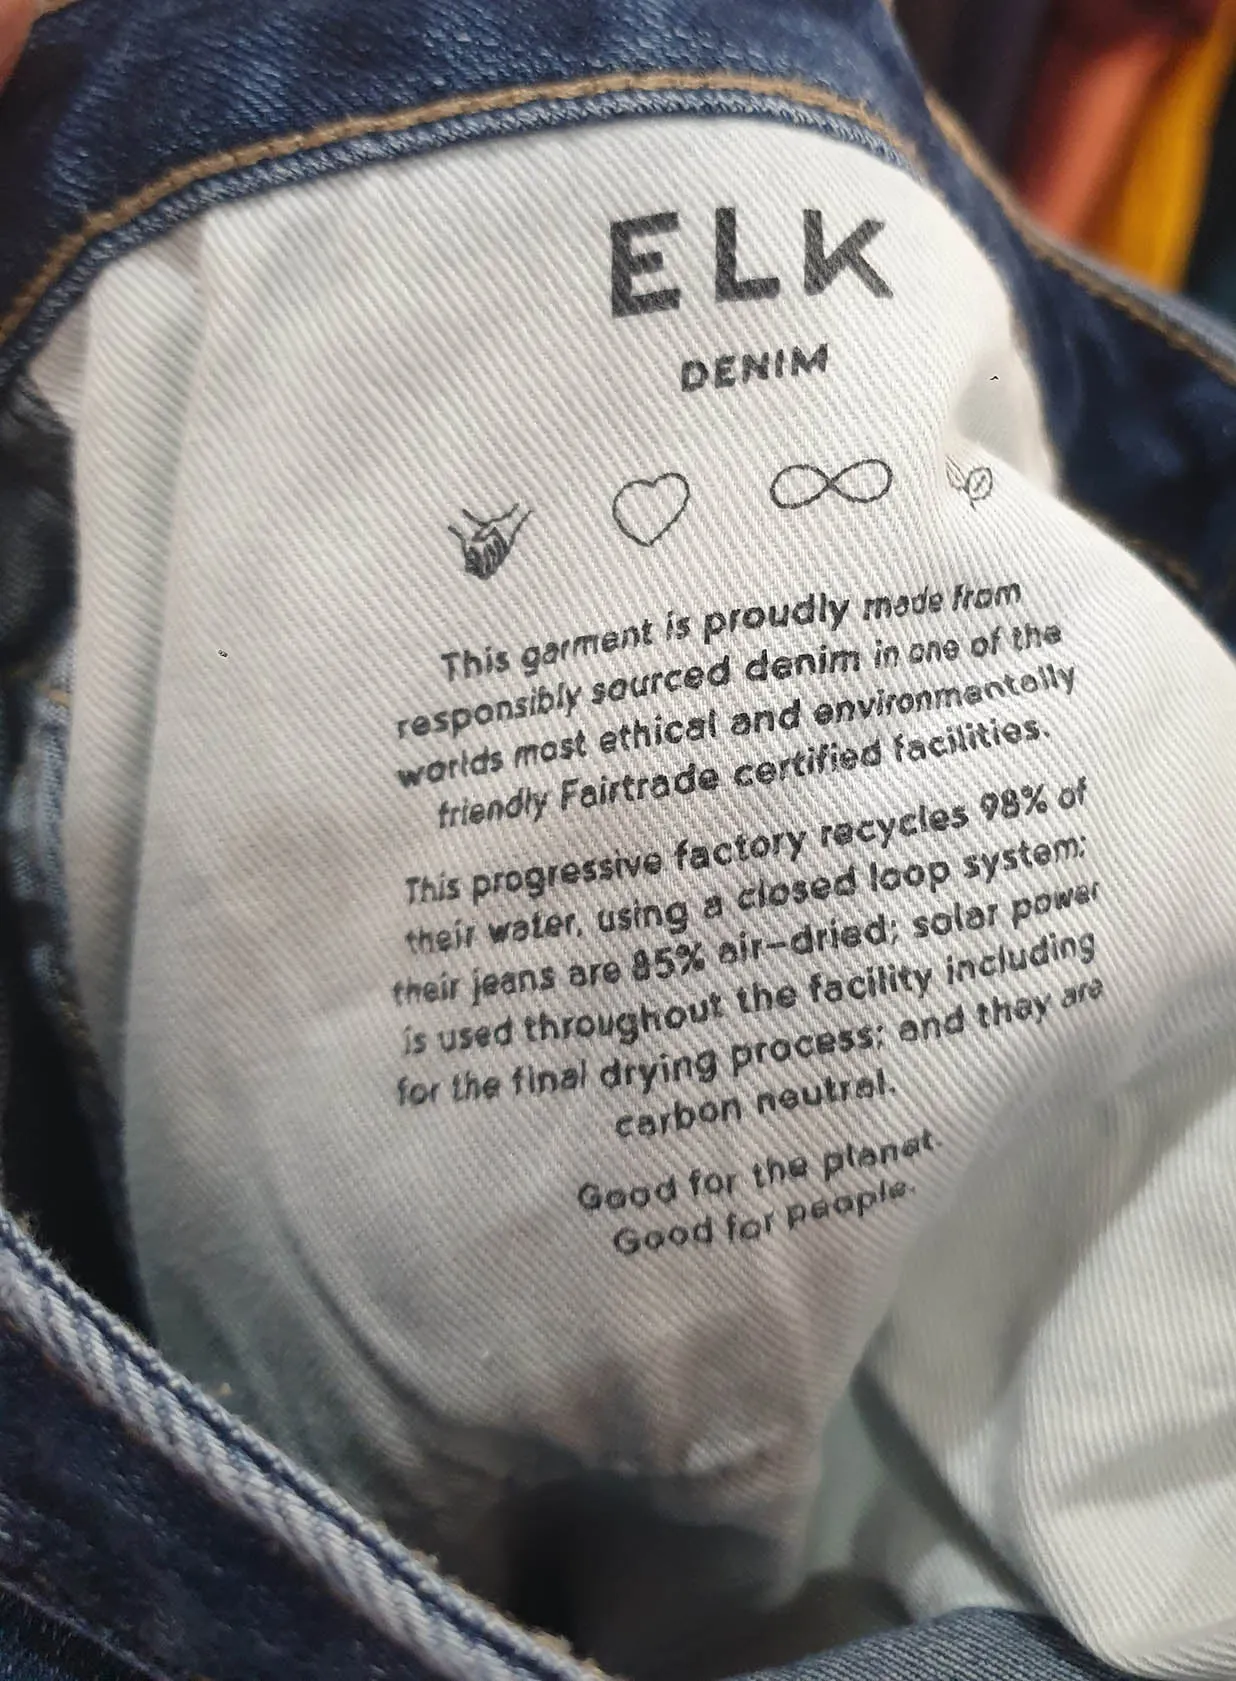 ELK
DENIM
This garment is proudly made from
responsibly sourced denim in one of the
worlds most ethical and environmentally
friendly Fairtrade certified facilities.
This progressive factory recycles 98% of
their water, using a closed loop system;
their jeans are 85% air-dried; solar power
is used throughout the facility including
for the final drying process; and they are
carbon neutral.
Good for the planet.
Good for people.